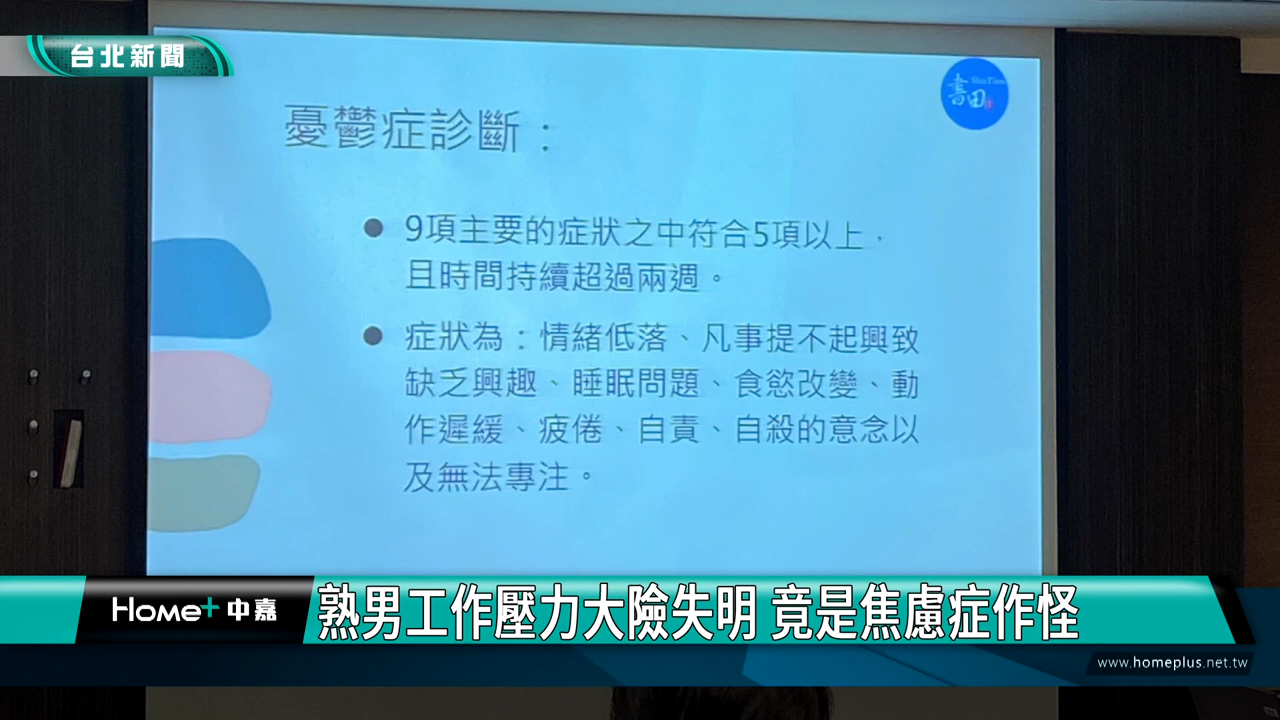 台北新聞
書田
ShuTien
憂鬱症診斷：
● 9項主要的症狀之中符合5項以上，
且時間持續超過兩週。
● 症狀為：情緒低落、凡事提不起興致
缺乏興趣、睡眠問題、食慾改變、動
作遲緩、疲倦、自責、自殺的意念以
及無法專注。
Home+中嘉
熟男工作壓力大險失明 竟是焦慮症作怪
www.homeplus.net.tw